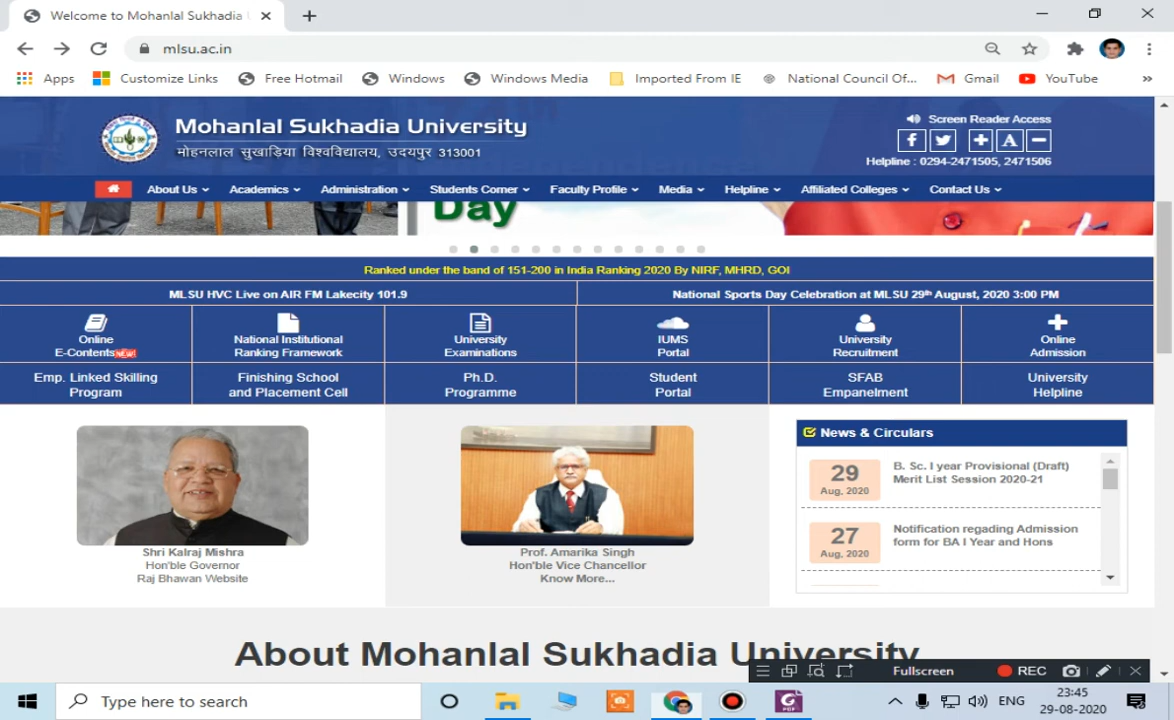 Welcome to Mohanlal Sukhadia
mlsu.ac.in
Apps Customize Links Free Hotmail Windows Windows Media Imported From IE National Council Of... Gmail YouTube »
Mohanlal Sukhadia University
मोहनलाल सुखाड़िया विश्वविद्यालय, उदयपुर 313001
Screen Reader Access
A
Helpline : 0294-2471505, 2471506
About Us Academics Administration Students Corner Faculty Profile Media Helpline Affiliated Colleges Contact Us
Day
Ranked under the band of 151-200 in India Ranking 2020 By NIRF, MHRD, GOI
MLSU HVC Live on AIR FM Lakecity 101.9
National Sports Day Celebration at MLSU 29th August, 2020 3:00 PM
Online
E-Contents NEW!
National Institutional
Ranking Framework
University
Examinations
IUMS
Portal
University
Recruitment
Online
Admission
Emp. Linked Skilling
Program
Finishing School
and Placement Cell
Ph.D.
Programme
Student
Portal
SFAB
Empanelment
University
Helpline
Shri Kalraj Mishra
Hon'ble Governor
Raj Bhawan Website
Prof. Amarika Singh
Hon'ble Vice Chancellor
Know More...
News & Circulars
29
Aug, 2020
B. Sc. I year Provisional (Draft)
Merit List Session 2020-21
27
Aug, 2020
Notification regading Admission
form for BA I Year and Hons
About Mohanlal Sukhadia University
Fullscreen REC
Type here to search
ENG
23:45
29-08-2020